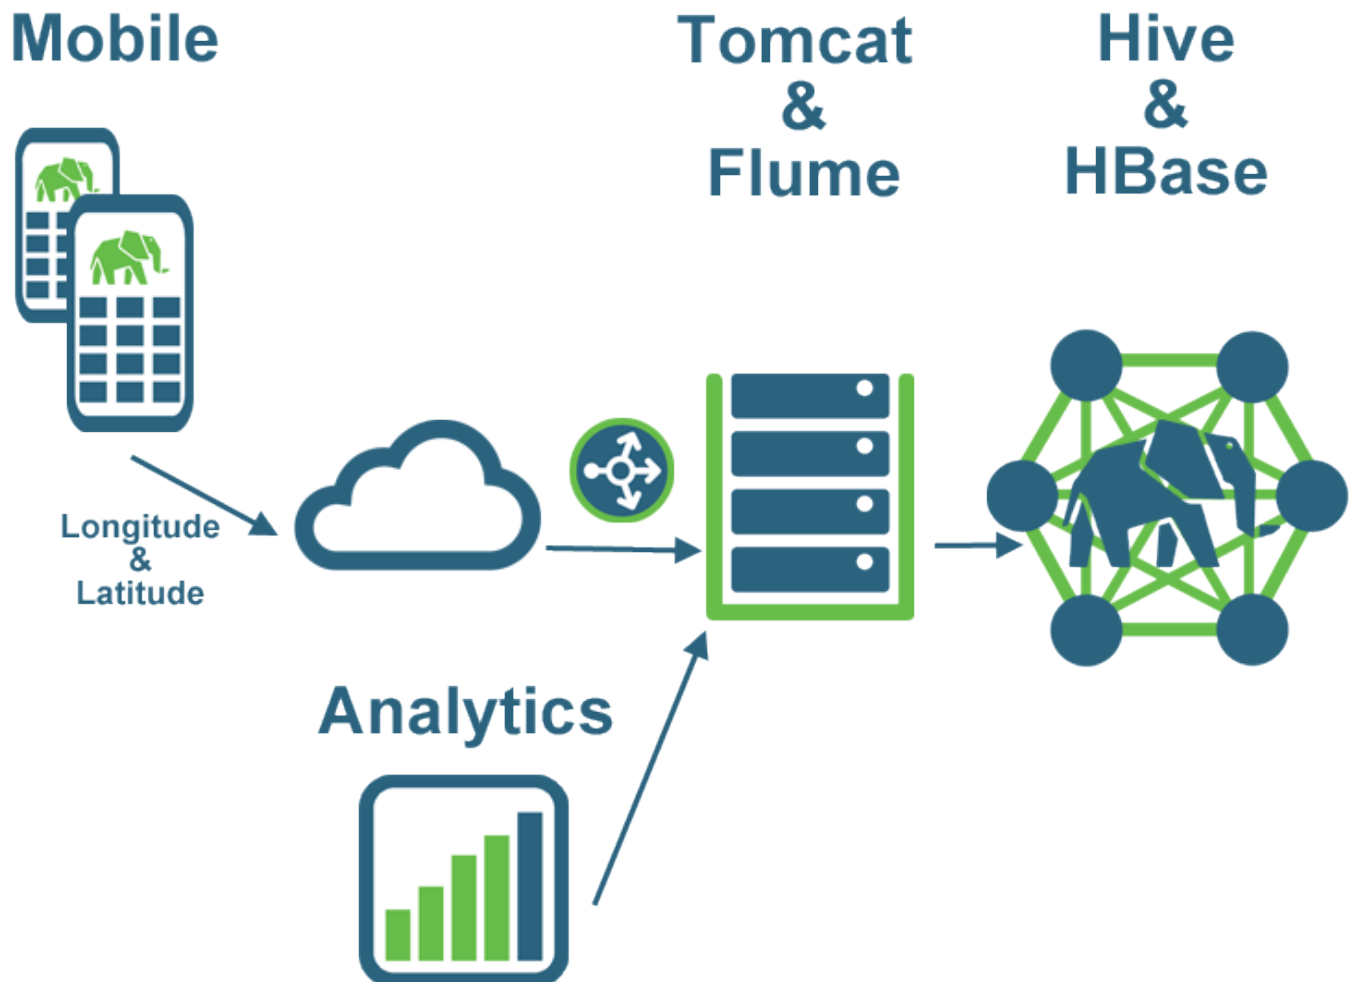 Mobile
Tomcat
&
Flume
Hive
&
HBase
Longitude
&
Latitude
Analytics